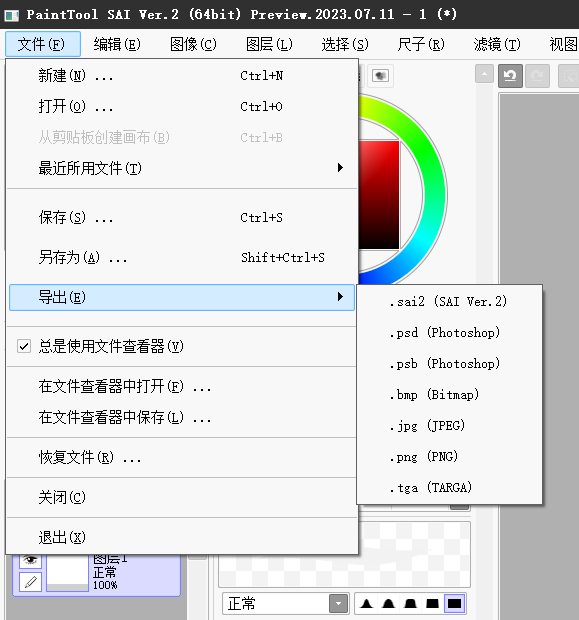 PaintTool SAI Ver.2 (64bit) Preview.2023.07.11 - 1 (*)
文件(F) 编辑(E) 图像(C) 图层(L) 选择(S) 尺子(R) 滤镜(T) 视图
新建(N) ... Ctrl+N
打开(O) ... Ctrl+O
从剪贴板创建画布(B) Ctrl+B
最近所用文件(T)
保存(S) ... Ctrl+S
另存为(A) ... Shift+Ctrl+S
导出(E)
.sai2 (SAI Ver.2)
.psd (Photoshop)
.psb (Photoshop)
.bmp (Bitmap)
.jpg (JPEG)
.png (PNG)
.tga (TARGA)
总是使用文件查看器(V)
在文件查看器中打开(F) ...
在文件查看器中保存(L) ...
恢复文件(R) ...
关闭(C)
退出(X)
图层1
正常
100%
正常